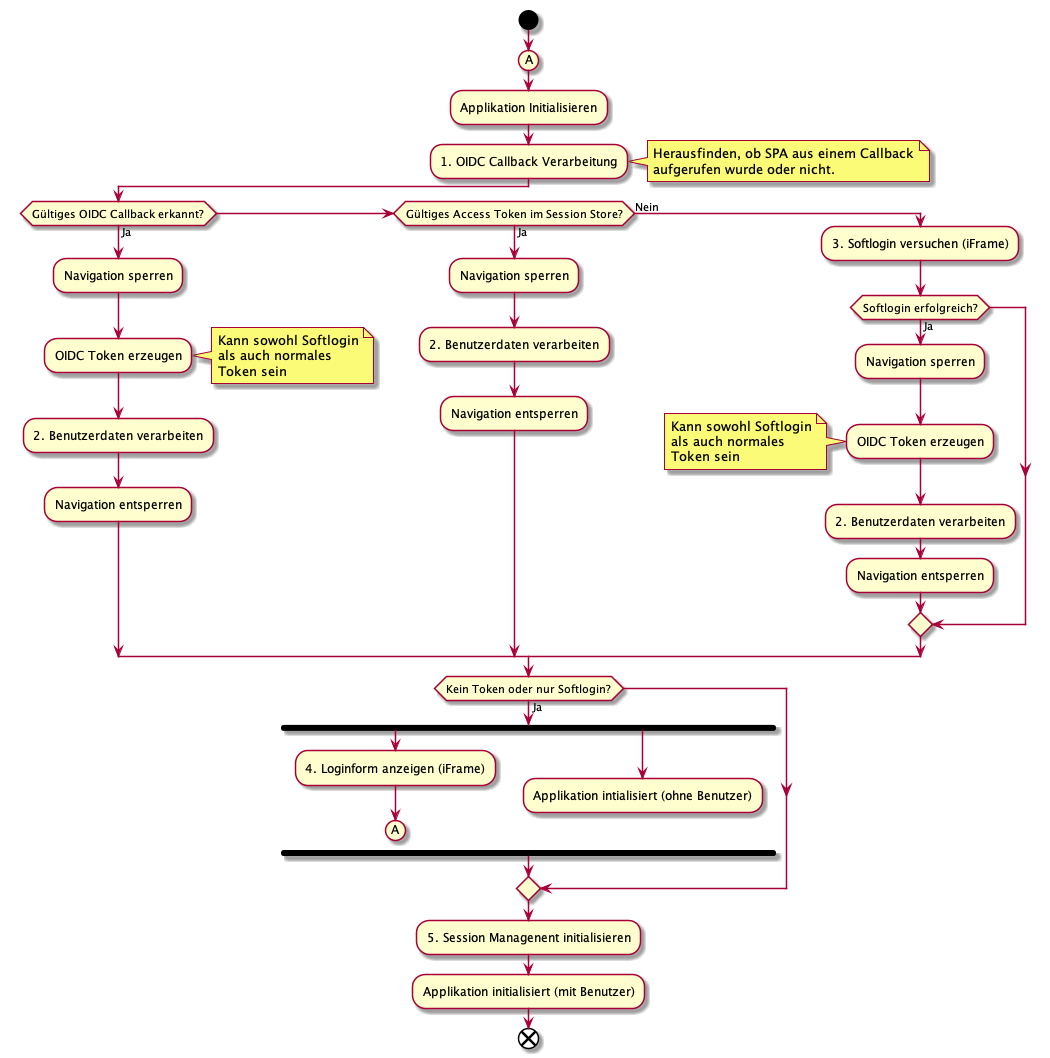 A
Applikation Initialisieren
1. OIDC Callback Verarbeitung
Herausfinden, ob SPA aus einem Callback
aufgerufen wurde oder nicht.
Gültiges OIDC Callback erkannt?
Ja
Navigation sperren
OIDC Token erzeugen
Kann sowohl Softlogin
als auch normales
Token sein
2. Benutzerdaten verarbeiten
Navigation entsperren
Gültiges Access Token im Session Store?
Ja
Nein
Navigation sperren
2. Benutzerdaten verarbeiten
Navigation entsperren
3. Softlogin versuchen (iFrame)
Softlogin erfolgreich?
Ja
Navigation sperren
Kann sowohl Softlogin
als auch normales
Token sein
OIDC Token erzeugen
2. Benutzerdaten verarbeiten
Navigation entsperren
Kein Token oder nur Softlogin?
Ja
4. Loginform anzeigen (iFrame)
A
Applikation intialisiert (ohne Benutzer)
5. Session Managenent initialisieren
Applikation initialisiert (mit Benutzer)